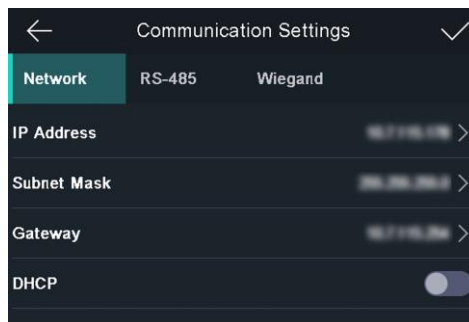 Communication Settings
Network RS-485 Wiegand
IP Address
Subnet Mask
Gateway
DHCP